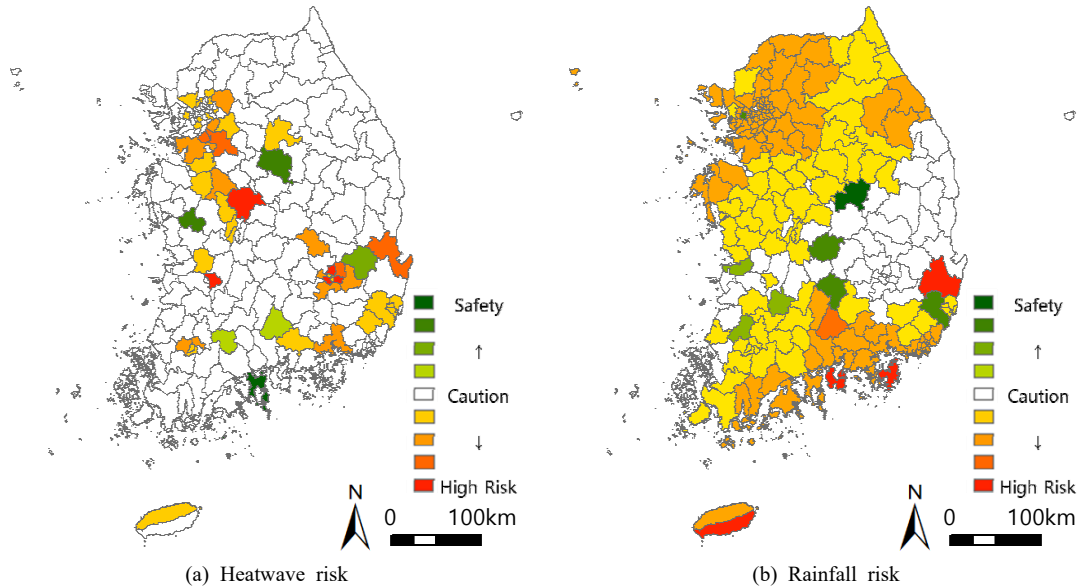 Safety
↑
Caution
↓
High Risk
N
0 100km
(a) Heatwave risk
Safety
↑
Caution
↓
High Risk
N
0 100km
(b) Rainfall risk